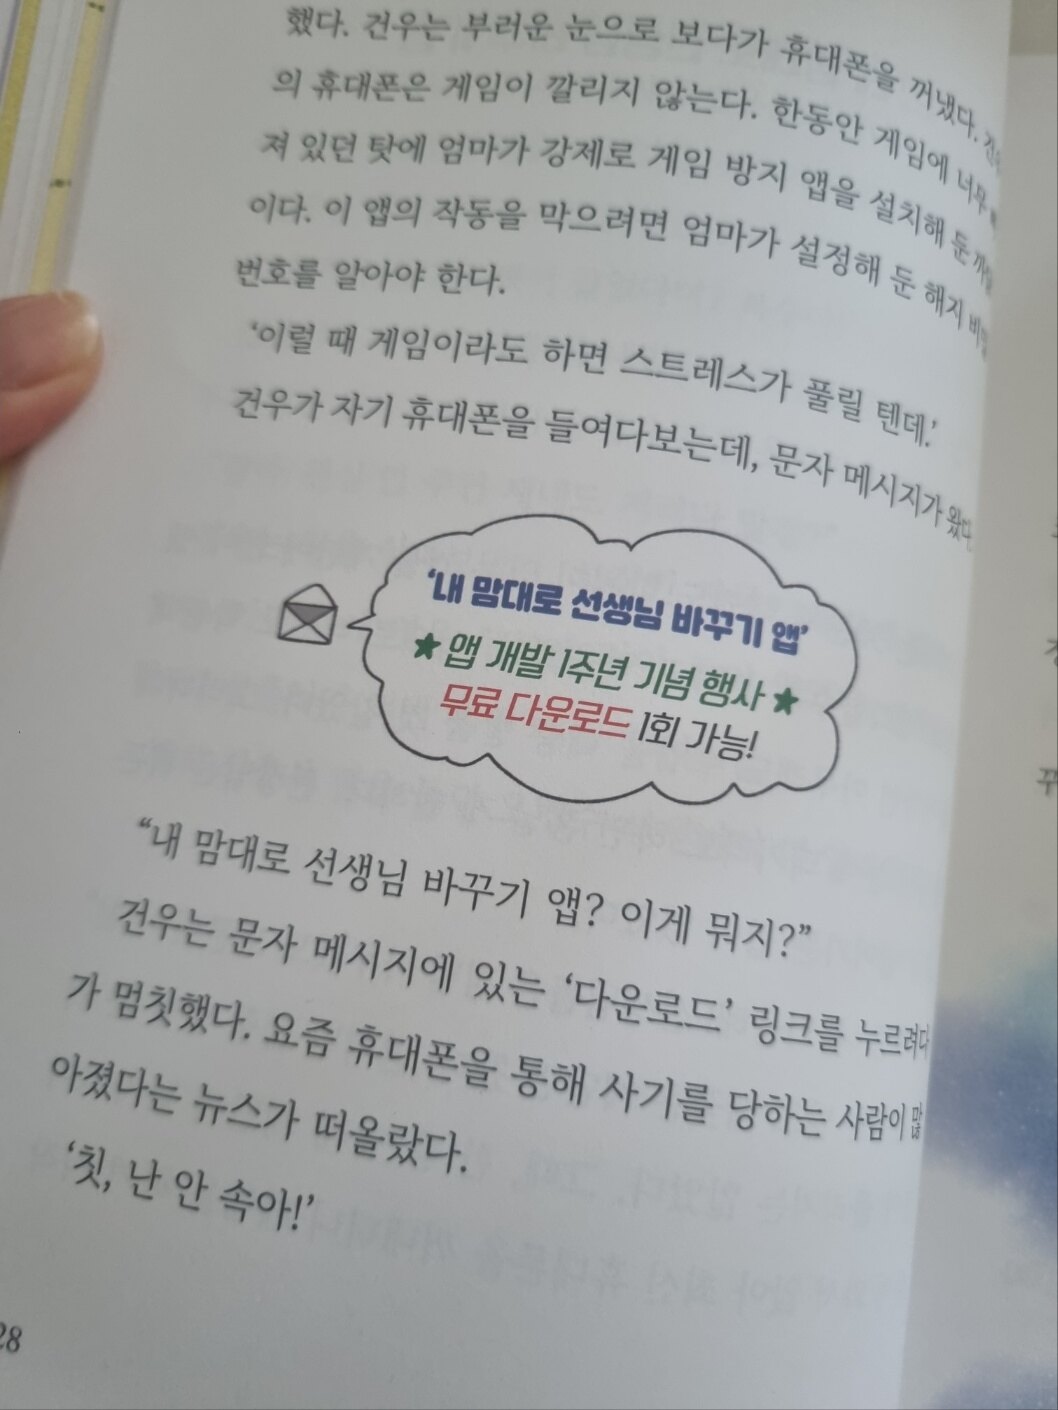 했다. 건우는 부러운 눈으로 보다가 휴대폰을 꺼냈다.
의 휴대폰은 게임이 깔리지 않는다. 한동안 게임에 너무
져 있던 탓에 엄마가 강제로 게임 방지 앱을 설치해 둔
이다. 이 앱의 작동을 막으려면 엄마가 설정해 둔 해지
번호를 알아야 한다.
‘이럴 때 게임이라도 하면 스트레스가 풀릴 텐데.’
건우가 자기 휴대폰을 들여다보는데, 문자 메시지가 왔다.
‘내 맘대로 선생님 바꾸기 앱’
★ 앱 개발 1주년 기념 행사 ★
무료 다운로드 1회 가능!
“내 맘대로 선생님 바꾸기 앱? 이게 뭐지?”
건우는 문자 메시지에 있는 ‘다운로드’ 링크를 누르려다
가 멈칫했다. 요즘 휴대폰을 통해 사기를 당하는 사람이 많
아졌다는 뉴스가 떠올랐다.
‘칫, 난 안 속아!’
28